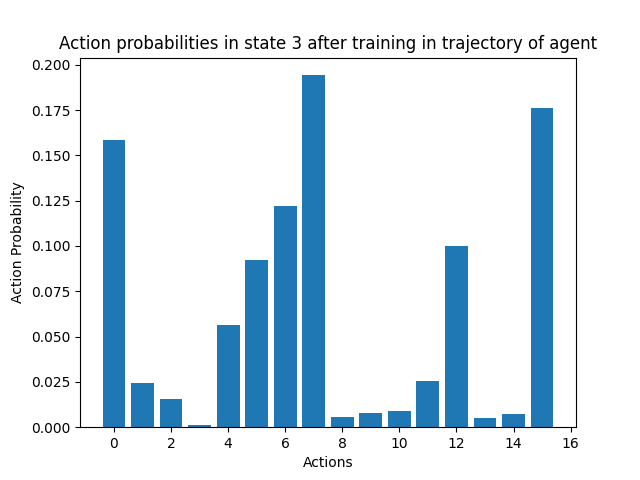 Action probabilities in state 3 after training in trajectory of agent
0.200
0.175
0.150
0.125
0.100
0.075
0.050
0.025
0.000
Action Probability
0 2 4 6 8 10 12 14 16
Actions